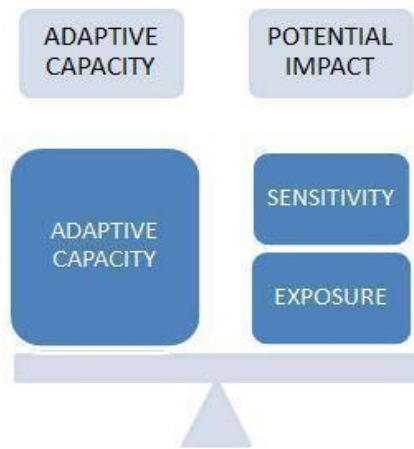 ADAPTIVE
CAPACITY
POTENTIAL
IMPACT
ADAPTIVE
CAPACITY
SENSITIVITY
EXPOSURE